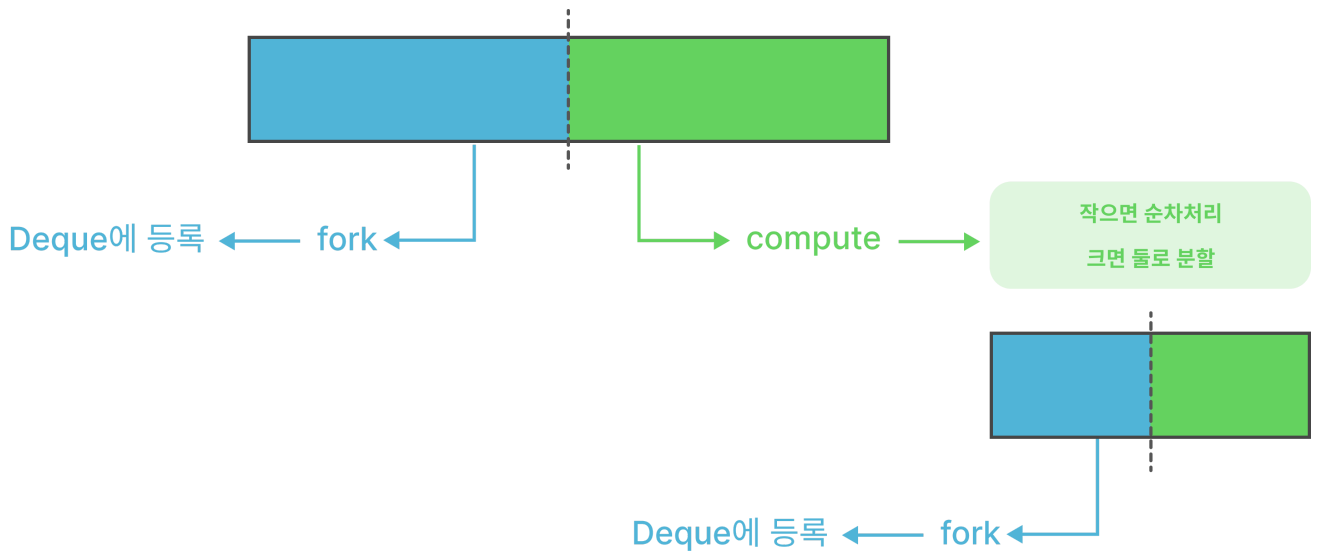 Deque에 등록
fork
compute
작으면 순차처리
크면 둘로 분할
Deque에 등록
fork